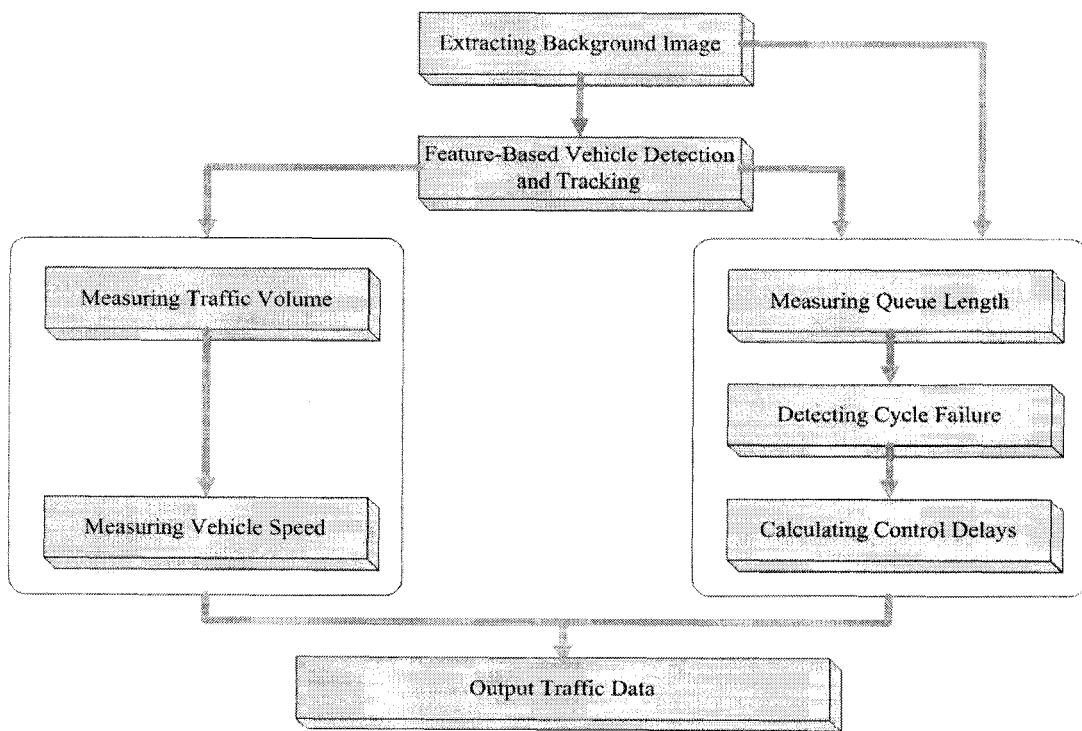 Extracting Background Image
Feature-Based Vehicle Detection
and Tracking
Measuring Traffic Volume
Measuring Vehicle Speed
Measuring Queue Length
Detecting Cycle Failure
Calculating Control Delays
Output Traffic Data